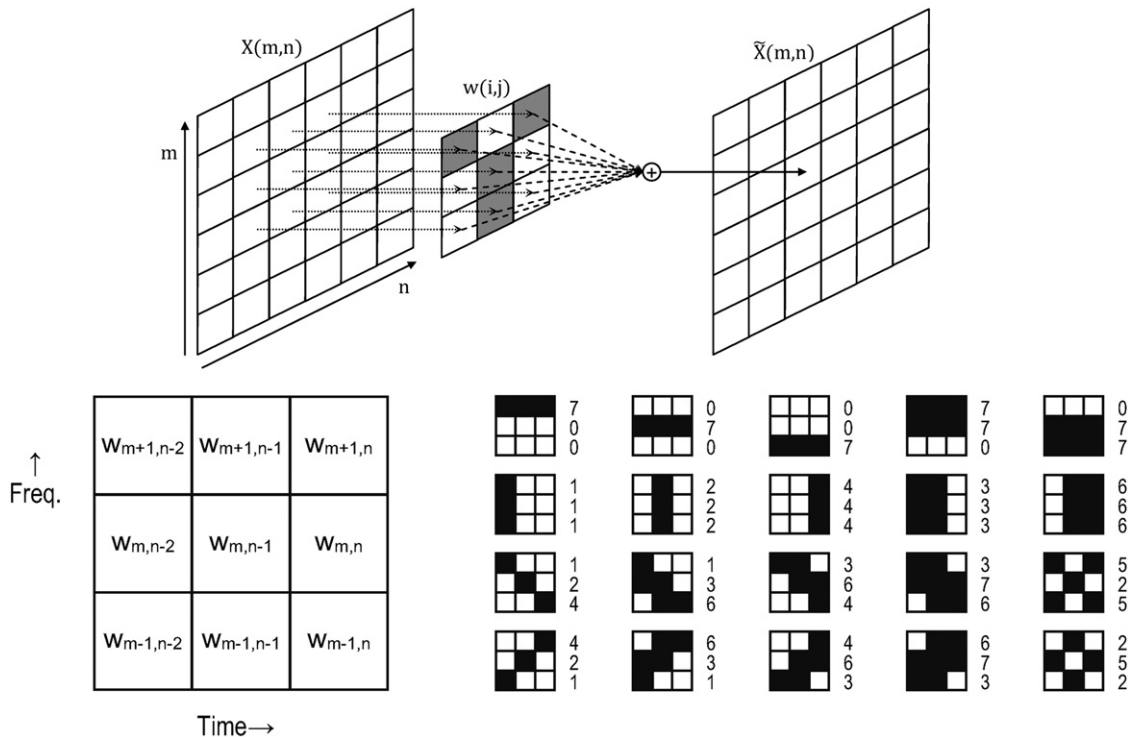 X(m,n)
X̃(m,n)
w(i,j)
m
n
↑
Freq.
Wm+1,n-2 Wm+1,n-1 Wm+1,n
Wm,n-2 Wm,n-1 Wm,n
Wm-1,n-2 Wm-1,n-1 Wm-1,n
Time→
7 0 0 7 0
0 7 0 7 7
0 0 7 0 7
1 2 4 3 6
1 2 4 3 6
1 2 4 3 6
1 1 3 3 5
2 3 6 7 2
4 6 4 6 5
4 6 4 6 2
2 3 6 7 5
1 1 3 3 2